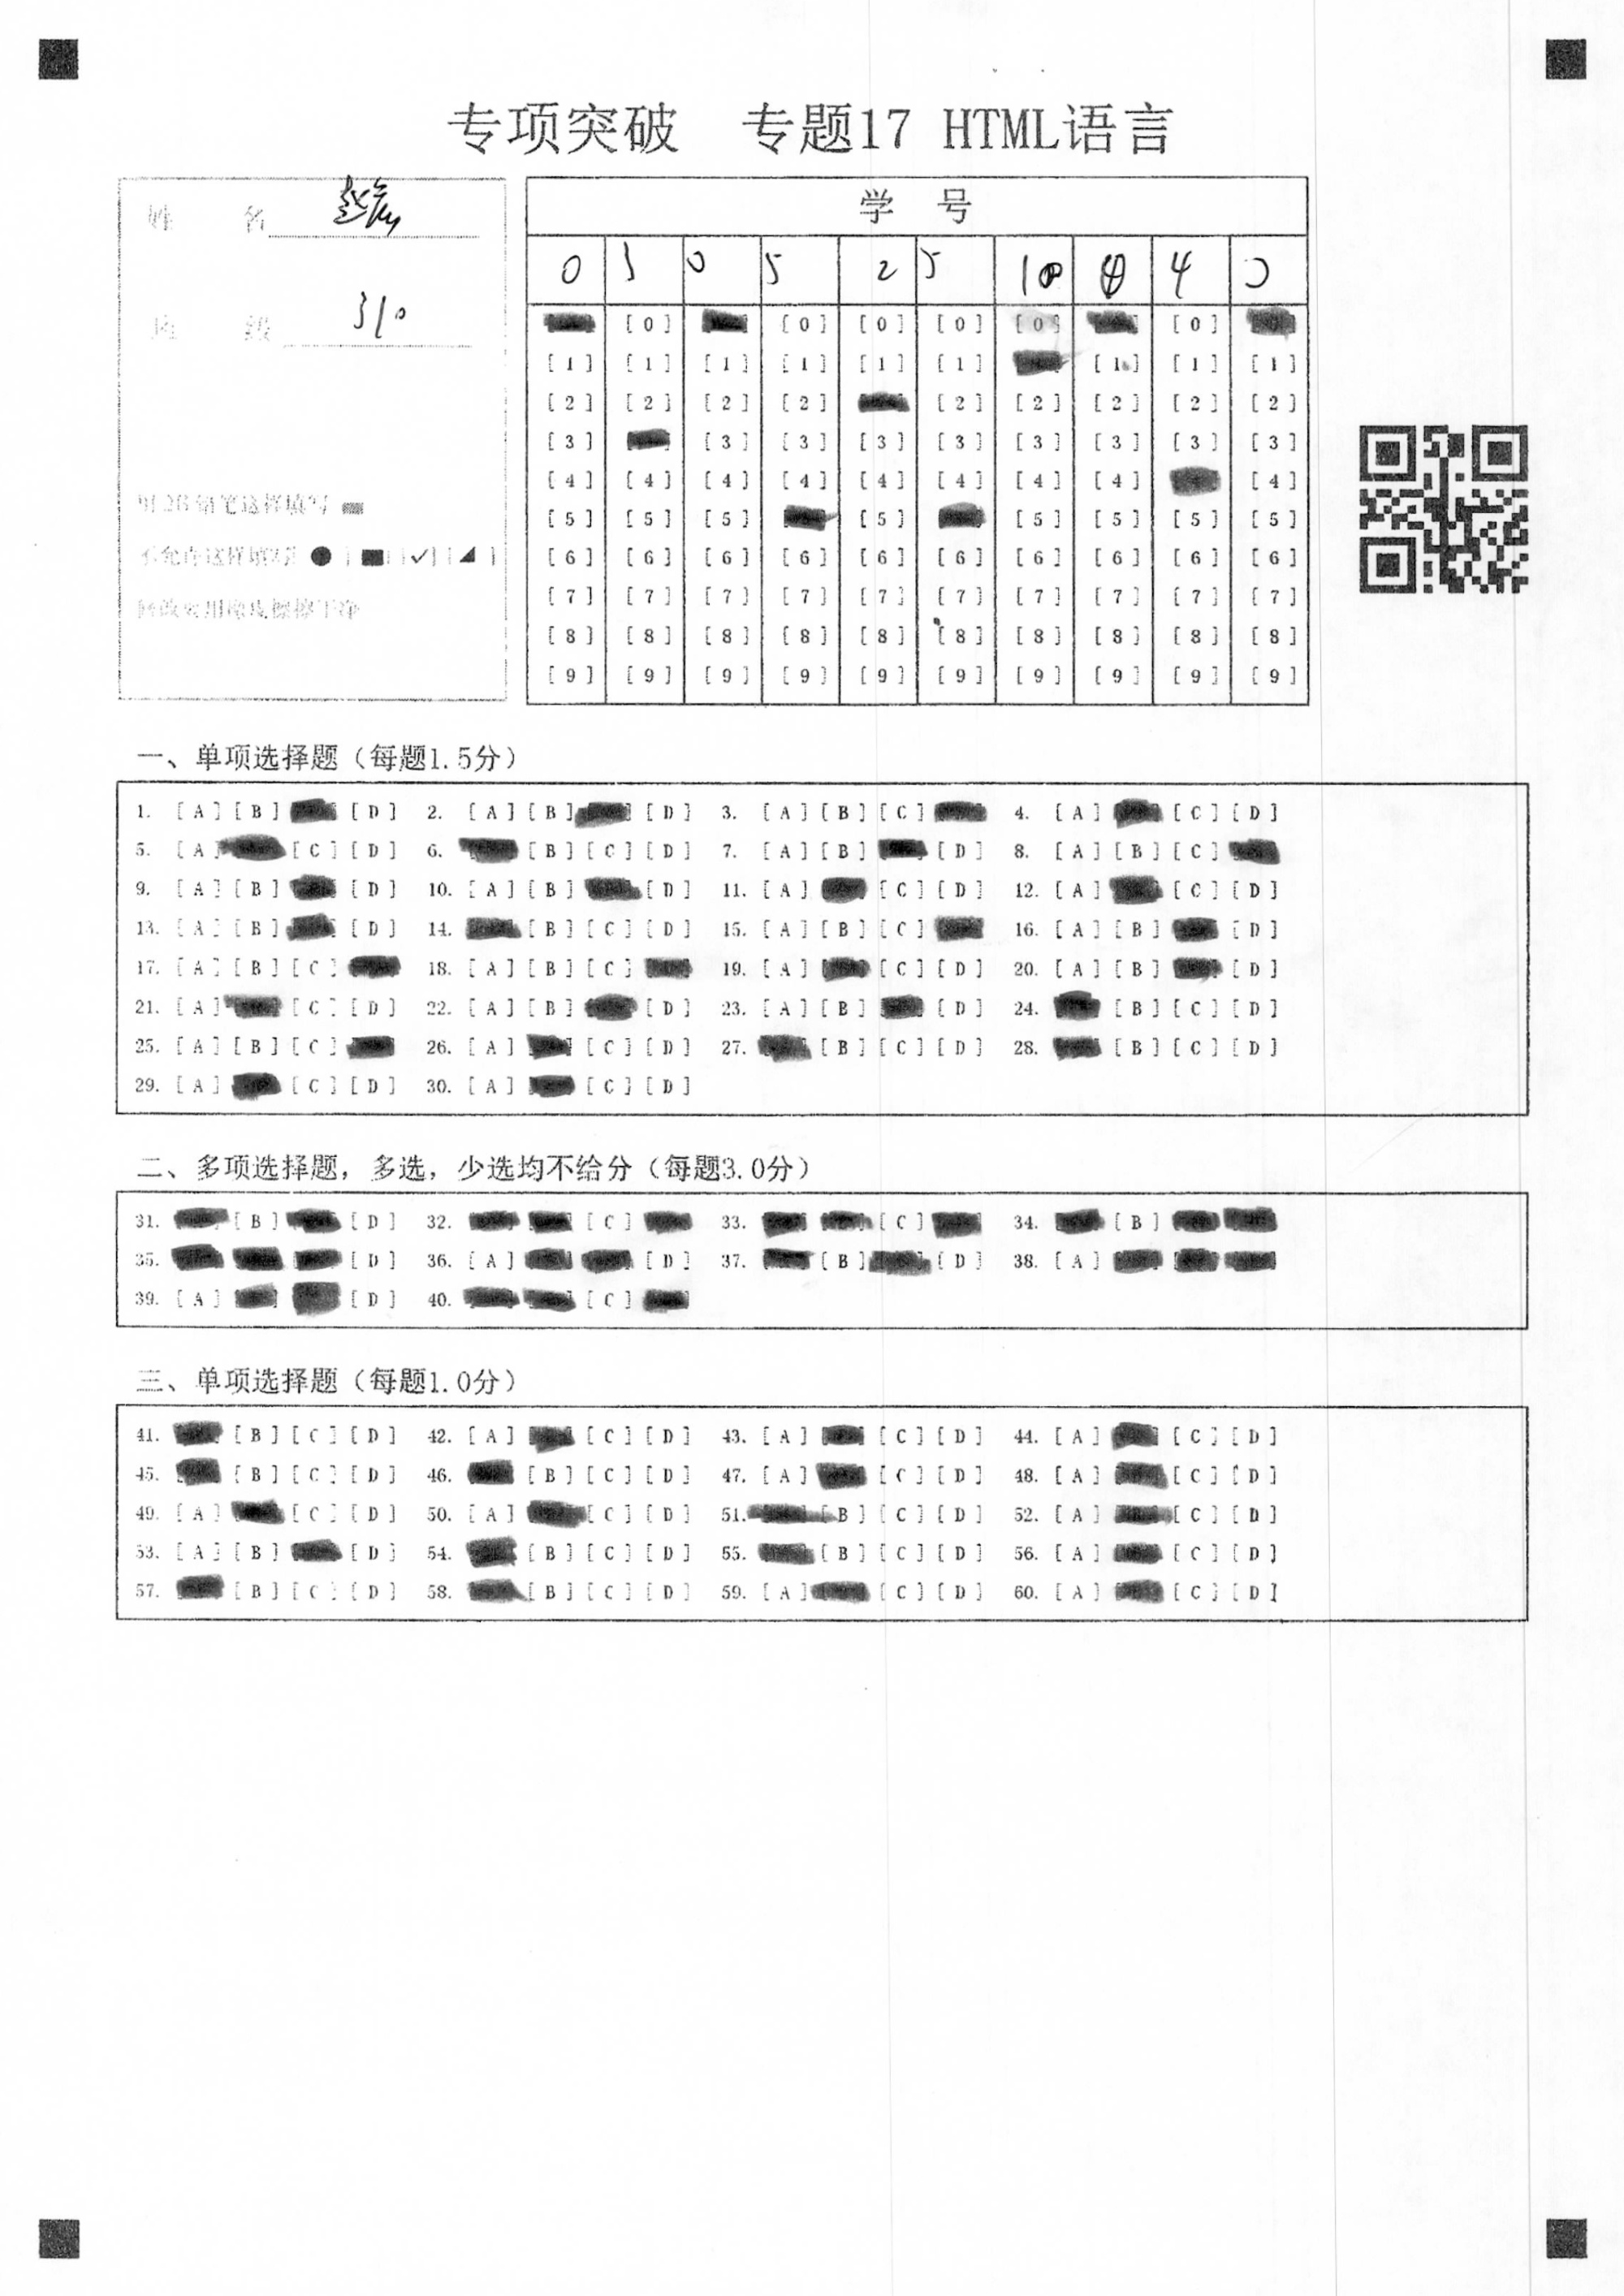 专项突破 专题17 HTML语言
姓 名
310
学 号
0 3 0 5 2 5 1 4
[0] [0] [0] [0] [0] [0]
[1] [1] [1] [1] [1] [1] [1] [1] [1]
[2] [2] [2] [2] [2] [2] [2] [2] [2]
[3] [3] [3] [3] [3] [3] [3] [3] [3]
[4] [4] [4] [4] [4] [4] [4] [4] [4]
[5] [5] [5] [5] [5] [5] [5] [5]
[6] [6] [6] [6] [6] [6] [6] [6] [6] [6]
[7] [7] [7] [7] [7] [7] [7] [7] [7] [7]
[8] [8] [8] [8] [8] [8] [8] [8] [8] [8]
[9] [9] [9] [9] [9] [9] [9] [9] [9] [9]
用2B铅笔这样填写
不允许这样填写
修改要用橡皮擦擦干净
一、单项选择题（每题1.5分）
1. [A] [B] [D] 2. [A] [B] [D] 3. [A] [B] [C] 4. [A] [C] [D]
5. [A] [C] [D] 6. [B] [C] [D] 7. [A] [B] [D] 8. [A] [B] [C]
9. [A] [B] [D] 10. [A] [B] [D] 11. [A] [C] [D] 12. [A] [C] [D]
13. [A] [B] [D] 14. [B] [C] [D] 15. [A] [B] [C] 16. [A] [B] [D]
17. [A] [B] [C] 18. [A] [B] [C] 19. [A] [C] [D] 20. [A] [B] [D]
21. [A] [C] [D] 22. [A] [B] [D] 23. [A] [B] [D] 24. [B] [C] [D]
25. [A] [B] [C] 26. [A] [C] [D] 27. [B] [C] [D] 28. [B] [C] [D]
29. [A] [C] [D] 30. [A] [C] [D]
二、多项选择题，多选，少选均不给分（每题3.0分）
31. [B] [D] 32. [C] 33. [C] 34. [B]
35. [D] 36. [A] [D] 37. [B] [D] 38. [A]
39. [A] [D] 40. [C]
三、单项选择题（每题1.0分）
41. [B] [C] [D] 42. [A] [C] [D] 43. [A] [C] [D] 44. [A] [C] [D]
45. [B] [C] [D] 46. [B] [C] [D] 47. [A] [C] [D] 48. [A] [C] [D]
49. [A] [C] [D] 50. [A] [C] [D] 51. [B] [C] [D] 52. [A] [C] [D]
53. [A] [B] [D] 54. [B] [C] [D] 55. [B] [C] [D] 56. [A] [C] [D]
57. [B] [C] [D] 58. [B] [C] [D] 59. [A] [C] [D] 60. [A] [C] [D]